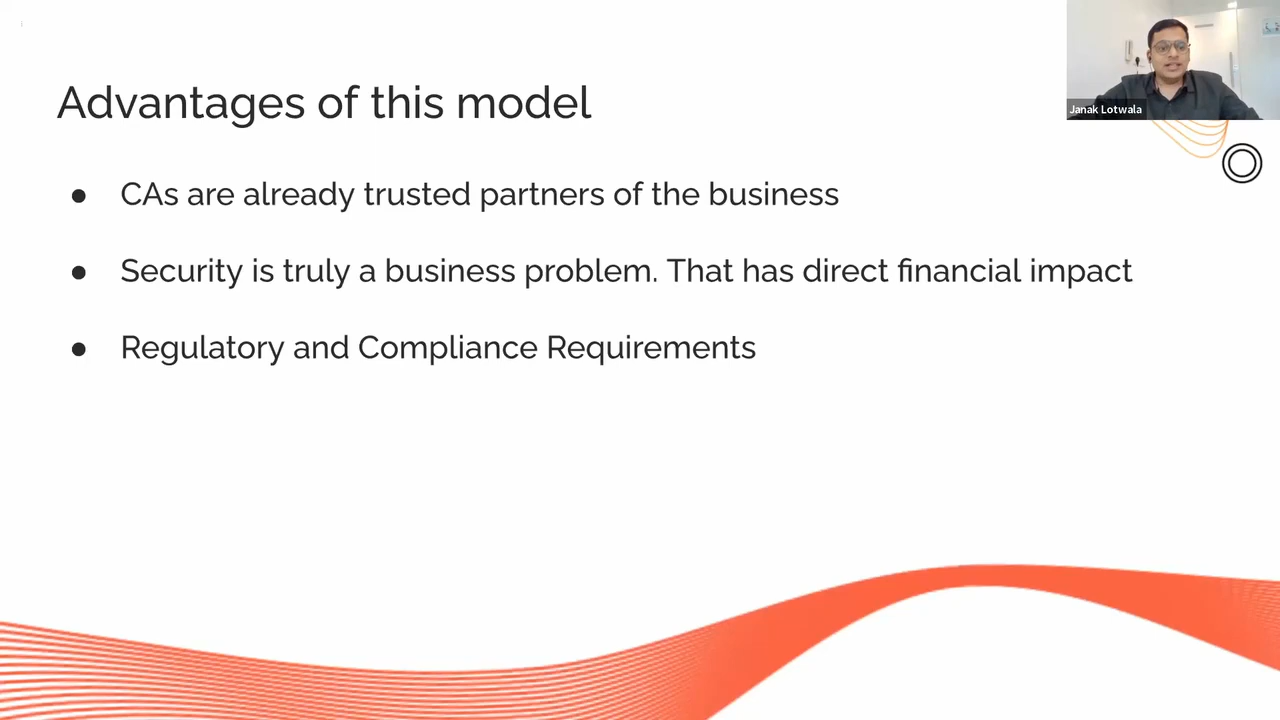 Janak Lotwala
Advantages of this model
● CAs are already trusted partners of the business
● Security is truly a business problem. That has direct financial impact
● Regulatory and Compliance Requirements